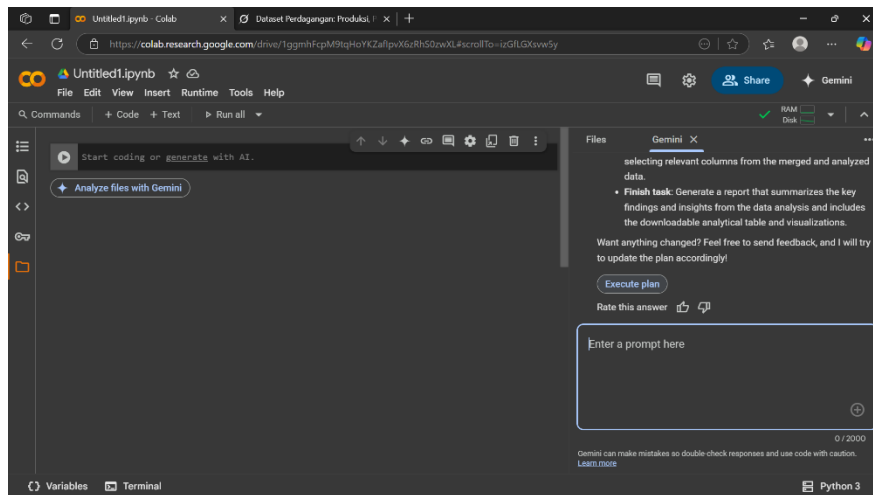 Untitled1.ipynb - Colab
Dataset Perdagangan: Produksi, P
https://colab.research.google.com/drive/1ggmhFcpM9tqHoYKZaflpvX6zRhS0zwXL#scrollTo=izGfLGXsvw5y
Untitled1.ipynb
File Edit View Insert Runtime Tools Help
Share
Gemini
Commands + Code + Text Run all
RAM
Disk
Start coding or generate with AI.
Analyze files with Gemini
Files
Gemini
selecting relevant columns from the merged and analyzed
data.
• Finish task: Generate a report that summarizes the key
findings and insights from the data analysis and includes
the downloadable analytical table and visualizations.
Want anything changed? Feel free to send feedback, and I will try
to update the plan accordingly!
Execute plan
Rate this answer
Enter a prompt here
0 / 2000
Gemini can make mistakes so double-check responses and use code with caution.
Learn more
Variables
Terminal
Python 3